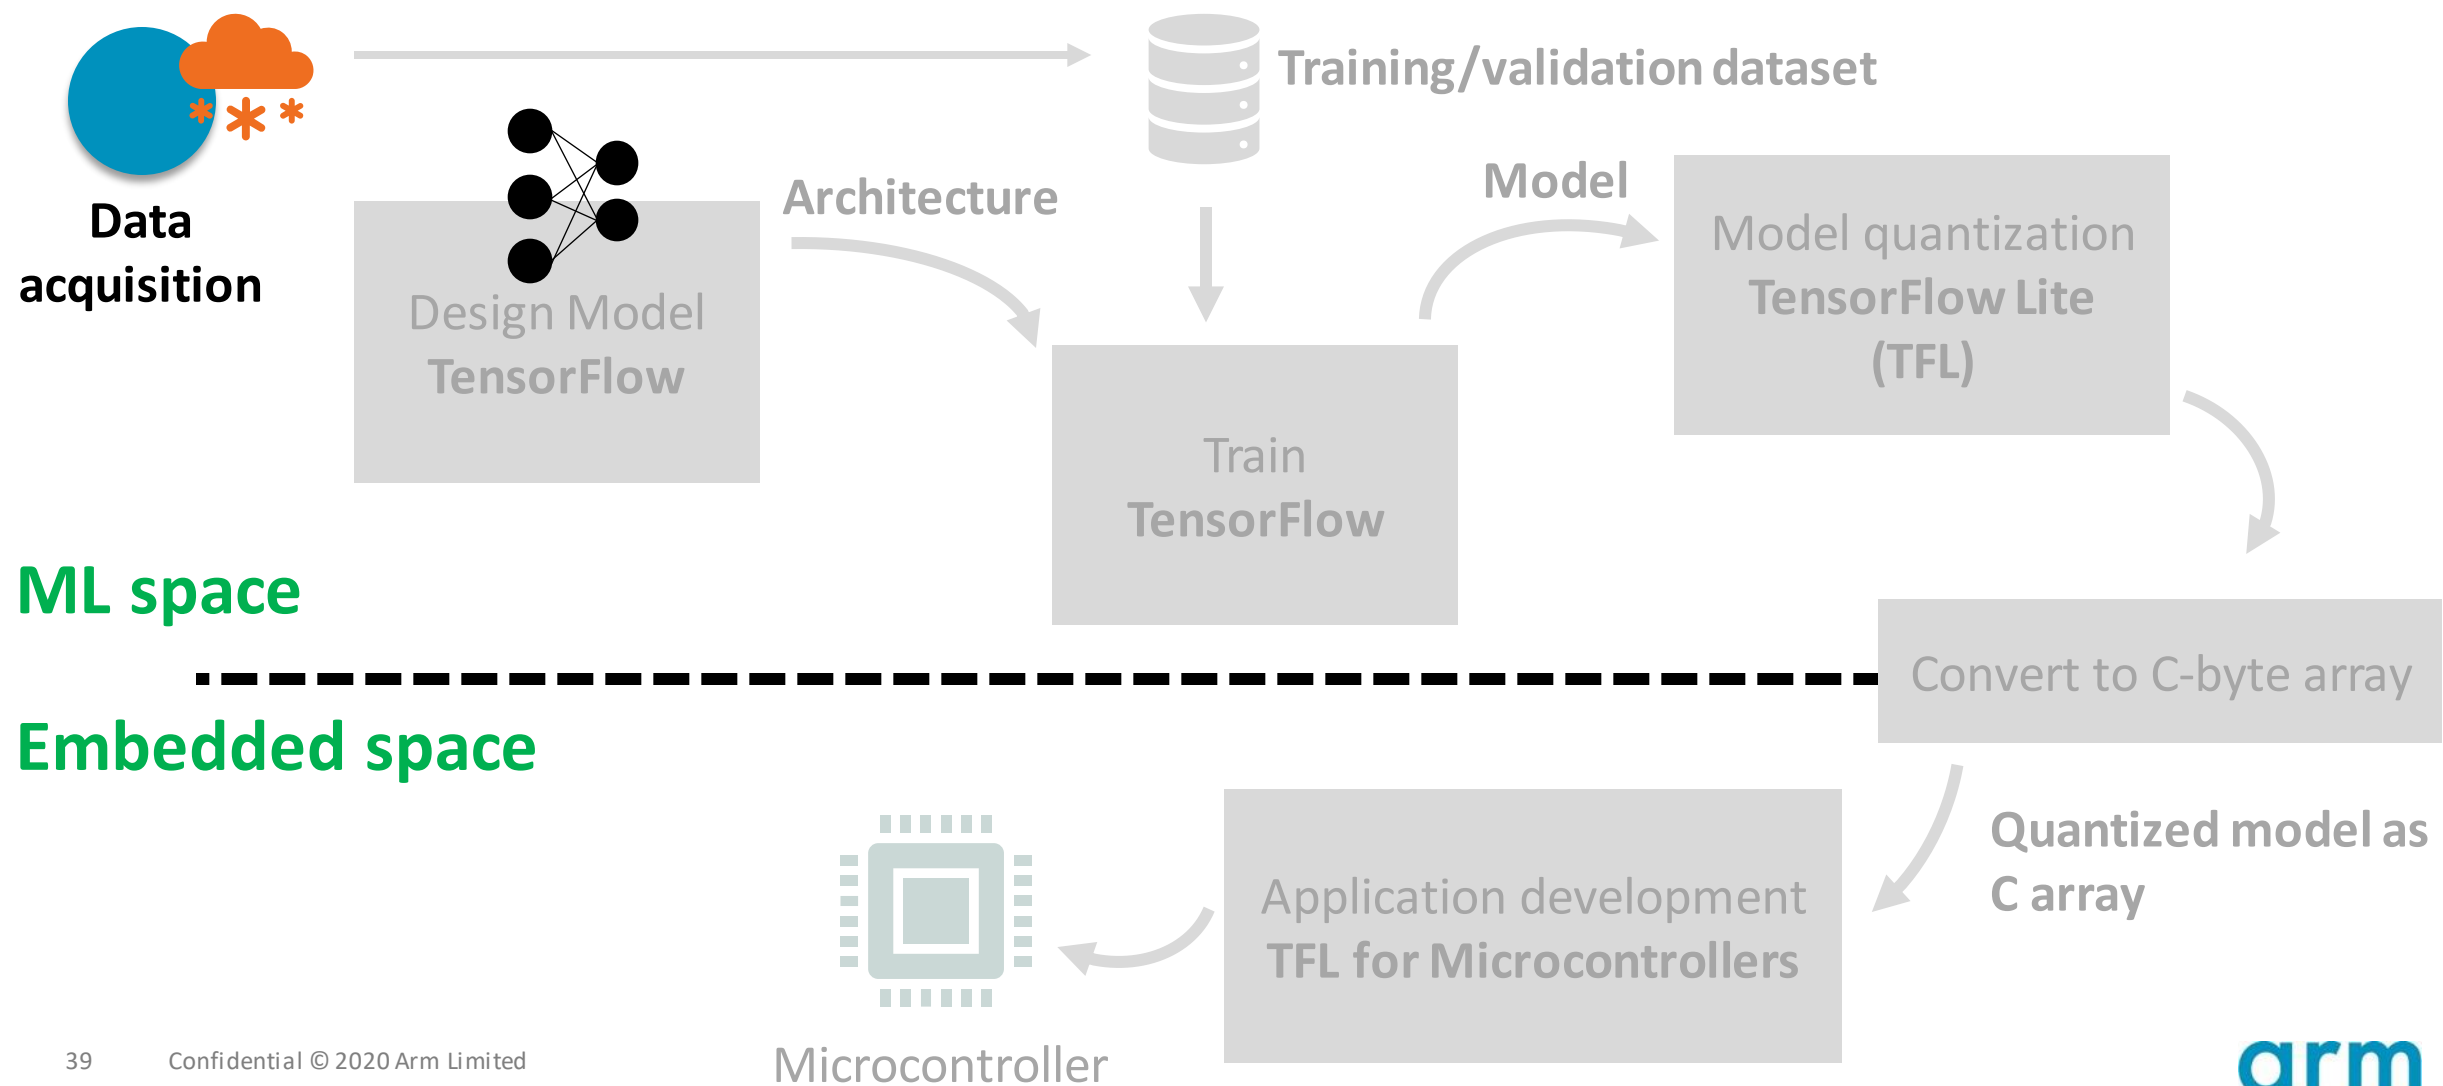 Data
acquisition
Training/validation dataset
Architecture
Design Model
TensorFlow
Model
Train
TensorFlow
Model quantization
TensorFlow Lite
(TFL)
ML space
Convert to C-byte array
Embedded space
Quantized model as
C array
Application development
TFL for Microcontrollers
Microcontroller
39 Confidential © 2020 Arm Limited
arm